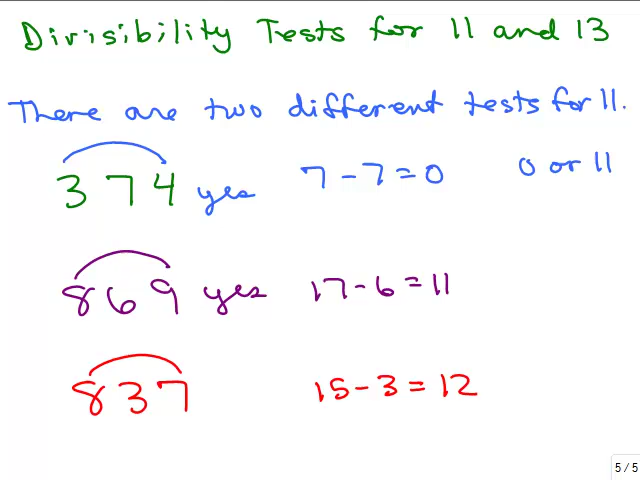 Divisibility Tests for 11 and 13
There are two different tests for 11.
374 yes 7 - 7 = 0 0 or 11
869 yes 17 - 6 = 11
837 15 - 3 = 12
5 / 5